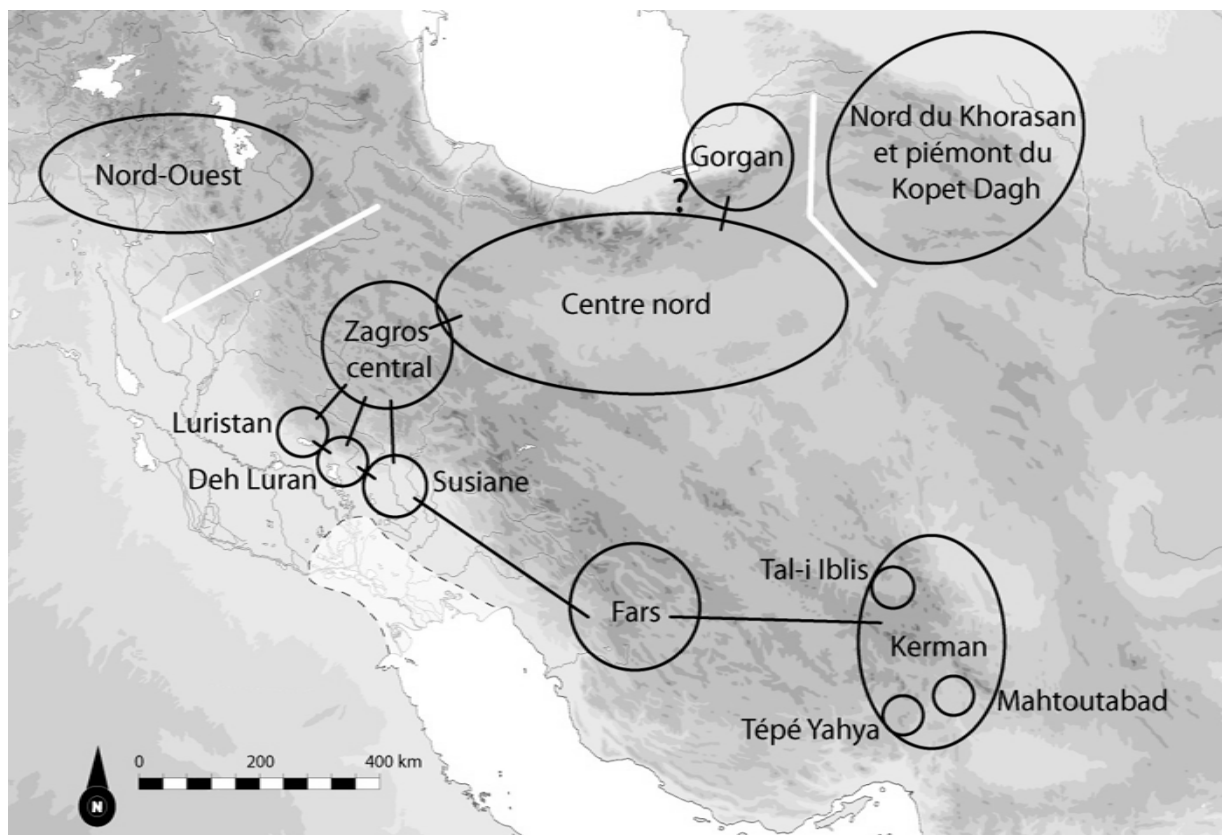 Nord-Ouest
Gorgan
Nord du Khorasan
et piémont du
Kopet Dagh
?
Centre nord
Zagros
central
Luristan
Deh Luran
Susiane
Tal-i Iblis
Fars
Kerman
Mahtoutabad
Tépé Yahya
0 200 400 km
N